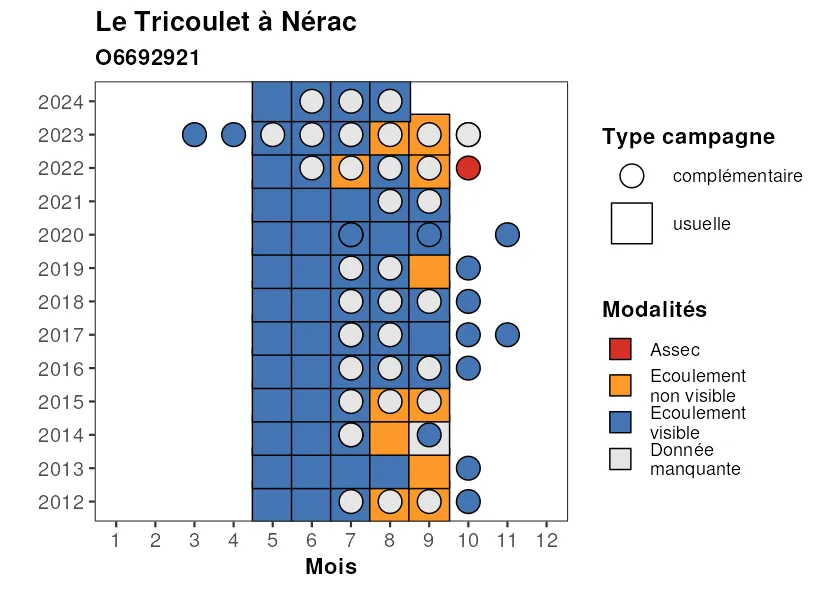 Le Tricoulet à Nérac
O6692921
2024
2023
2022
2021
2020
2019
2018
2017
2016
2015
2014
2013
2012
1 2 3 4 5 6 7 8 9 10 11 12
Mois
Type campagne
complémentaire
usuelle
Modalités
Assec
Ecoulement
non visible
Ecoulement
visible
Donnée
manquante